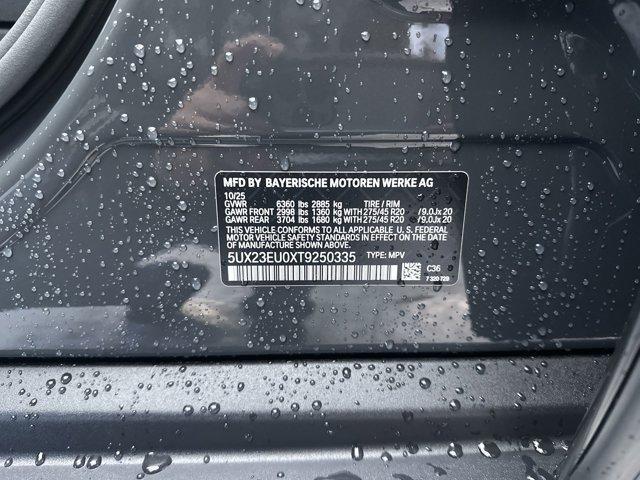 MFD BY BAYERISCHE MOTOREN WERKE AG
10/25
GVWR 6360 lbs 2885 kg TIRE / RIM
GAWR FRONT 2998 lbs 1360 kg WITH 275/45 R20 / 9.0Jx 20
GAWR REAR 3704 lbs 1680 kg WITH 275/45 R20 / 9.0Jx 20
THIS VEHICLE CONFORMS TO ALL APPLICABLE U. S. FEDERAL
MOTOR VEHICLE SAFETY STANDARDS IN EFFECT ON THE
DATE OF MANUFACTURE SHOWN ABOVE.
5UX23EU0XT9250335 TYPE: MPV
C36
7 320 729